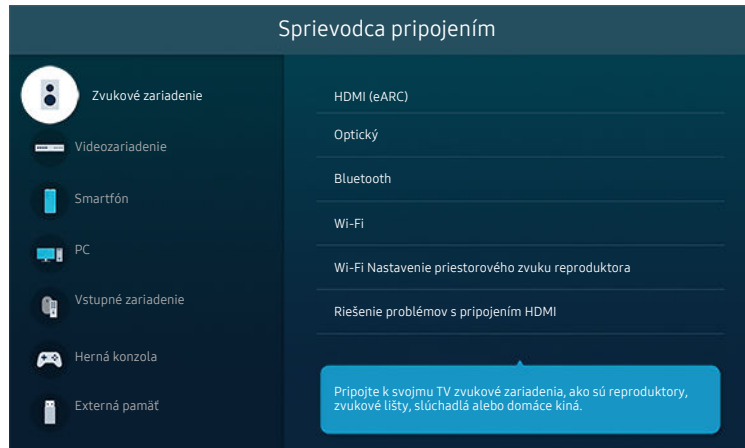 Sprievodca pripojením
Zvukové zariadenie
Videozariadenie
Smartfón
PC
Vstupné zariadenie
Herná konzola
Externá pamäť
HDMI (eARC)
Optický
Bluetooth
Wi-Fi
Wi-Fi Nastavenie priestorového zvuku reproduktora
Riešenie problémov s pripojením HDMI
Pripojte k svojmu TV zvukové zariadenia, ako sú reproduktory,
zvukové lišty, slúchadlá alebo domáce kiná.